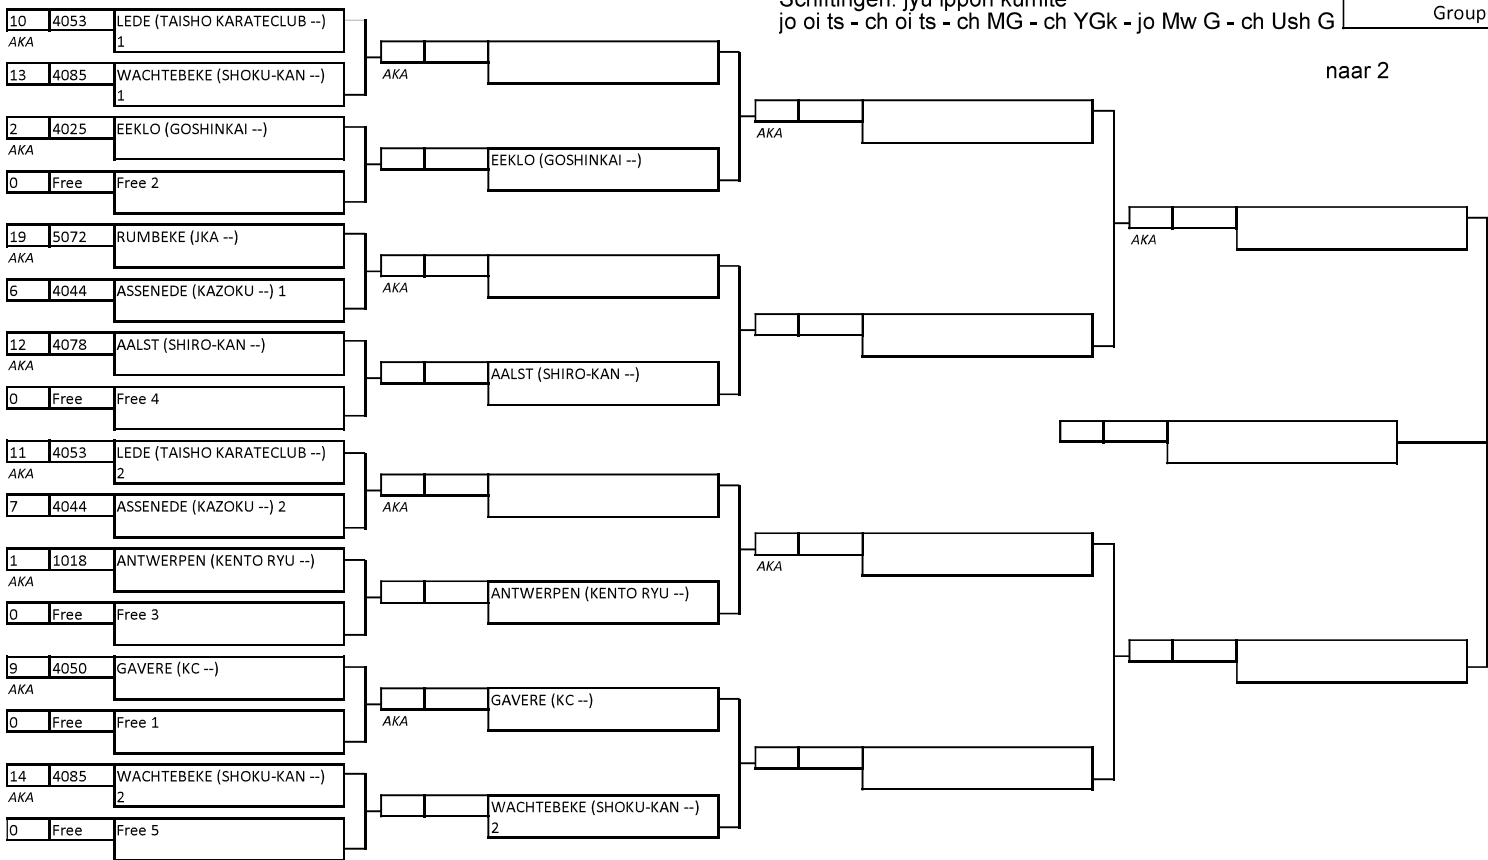 Schiftingen: jyu ippon kumite
jo oi ts - ch oi ts - ch MG - ch YGk - jo Mw G - ch Ush G
Group
naar 2
10 4053 LEDE (TAISHO KARATECLUB --)
1
AKA
13 4085 WACHTEBEKE (SHOKU-KAN --)
1
2 4025 EEKLO (GOSHINKAI --)
AKA
0 Free Free 2
19 5072 RUMBEKE (JKA --)
AKA
6 4044 ASSENEDE (KAZOKU --) 1
12 4078 AALST (SHIRO-KAN --)
AKA
0 Free Free 4
11 4053 LEDE (TAISHO KARATECLUB --)
2
AKA
7 4044 ASSENEDE (KAZOKU --) 2
1 1018 ANTWERPEN (KENTO RYU --)
AKA
0 Free Free 3
9 4050 GAVERE (KC --)
AKA
0 Free Free 1
14 4085 WACHTEBEKE (SHOKU-KAN --)
2
AKA
0 Free Free 5
AKA
EEKLO (GOSHINKAI --)
AKA
AALST (SHIRO-KAN --)
AKA
ANTWERPEN (KENTO RYU --)
GAVERE (KC --)
AKA
WACHTEBEKE (SHOKU-KAN --)
2
AKA
AKA
AKA